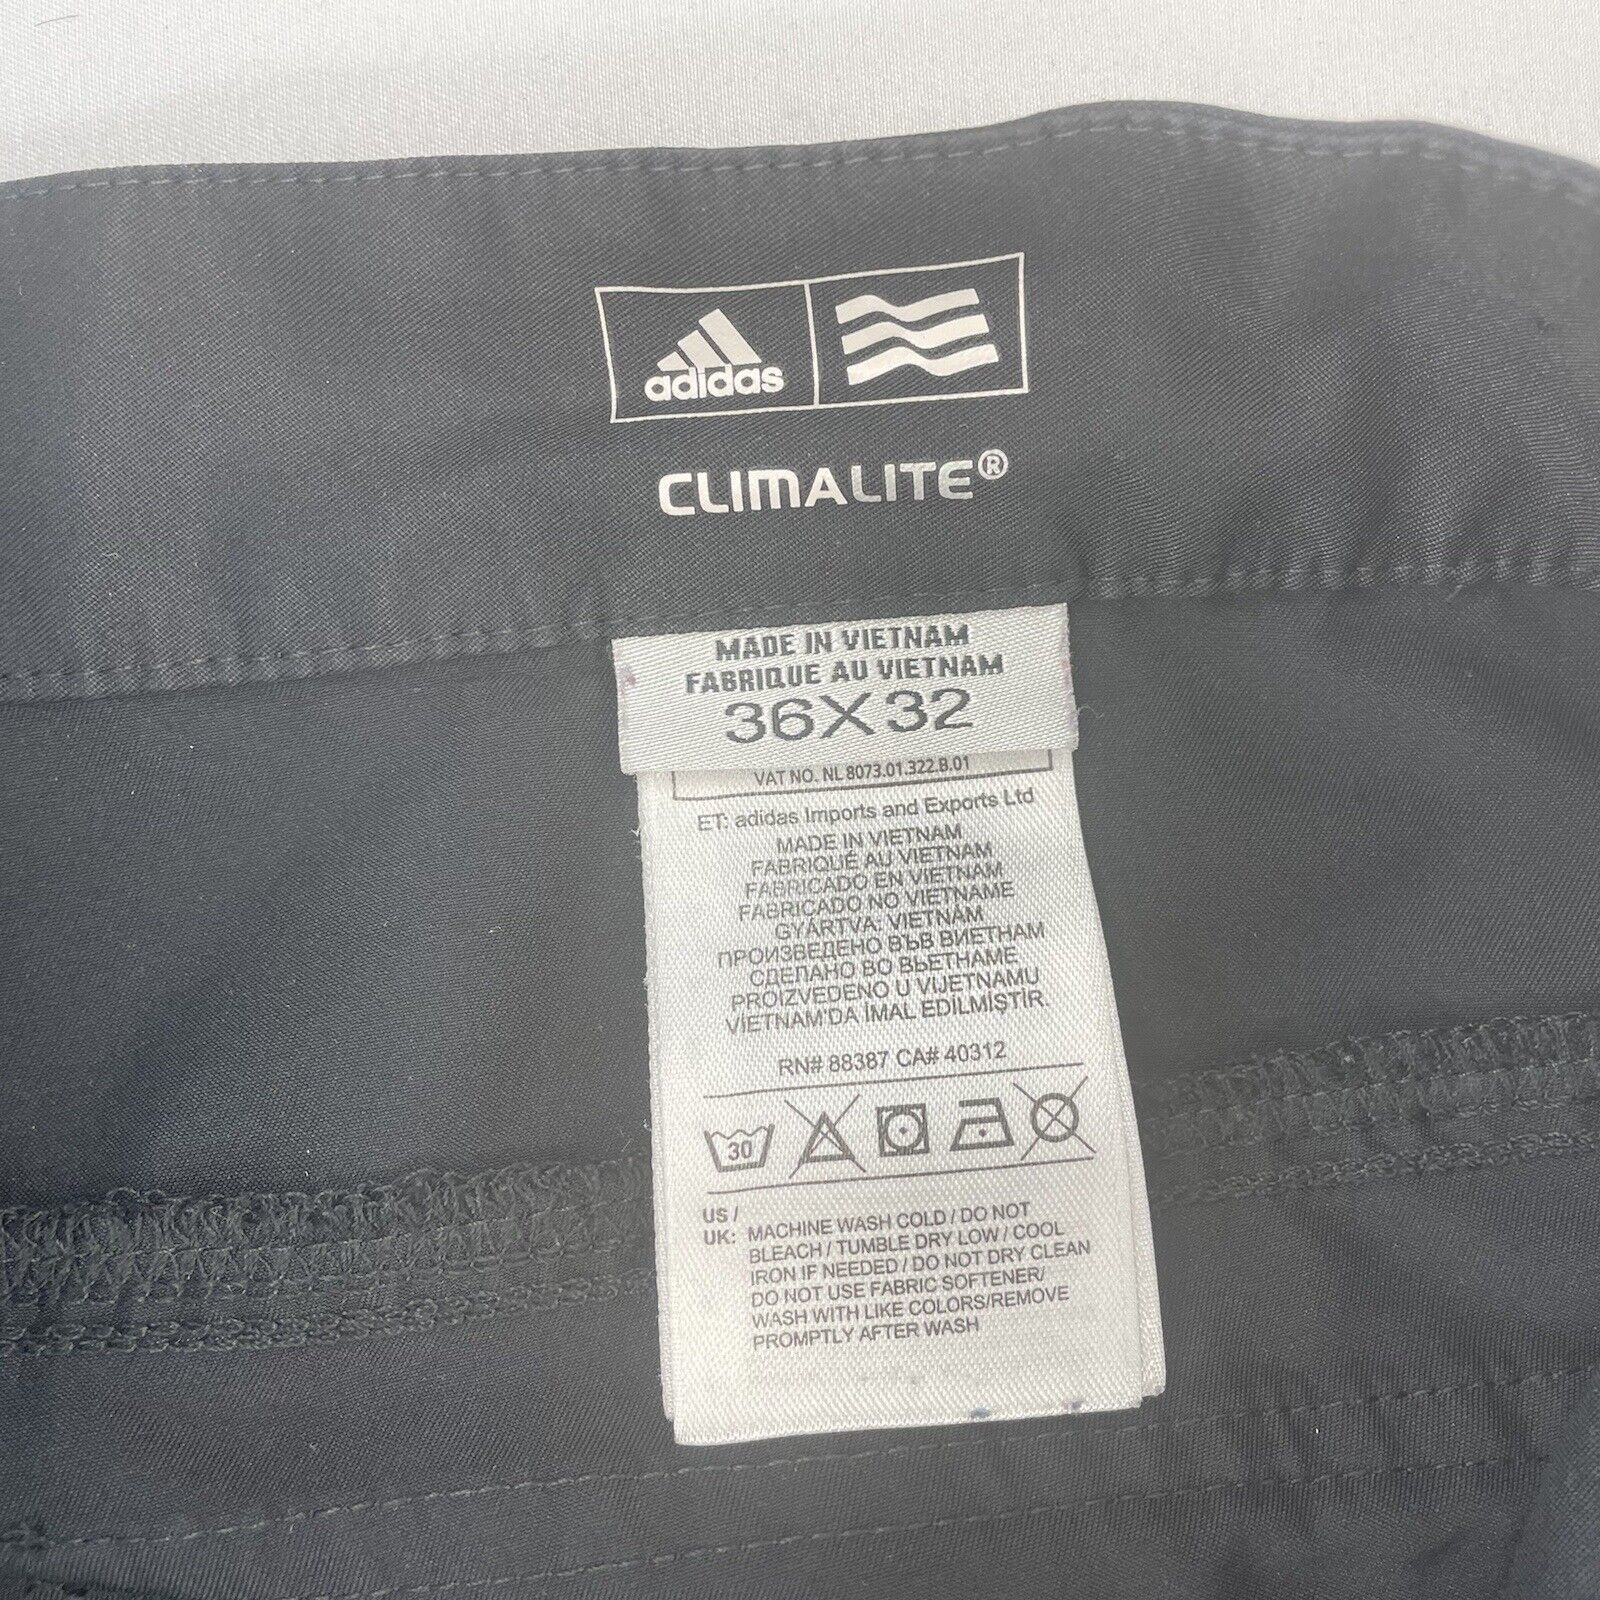 adidas
CLIMALITE®
MADE IN VIETNAM
FABRIQUE AU VIETNAM
36X32
VAT NO. NL 8073.01.322.B.01
ET: adidas Imports and Exports Ltd
MADE IN VIETNAM
FABRIQUÉ AU VIETNAM
FABRICADO EN VIETNAM
FABRICADO NO VIETNAME
GYÁRTVA: VIETNÁM
ПРОИЗВЕДЕНО ВЪВ ВИЕТНАМ
СДЕЛАНО ВО ВЬЕТНАМЕ
PROIZVEDENO U VIJETNAMU
VIETNAM'DA İMAL EDİLMİŞTİR.
RN# 88387 CA# 40312
30
US / UK: MACHINE WASH COLD / DO NOT
BLEACH / TUMBLE DRY LOW / COOL
IRON IF NEEDED / DO NOT DRY CLEAN
DO NOT USE FABRIC SOFTENER/
WASH WITH LIKE COLORS/REMOVE
PROMPTLY AFTER WASH